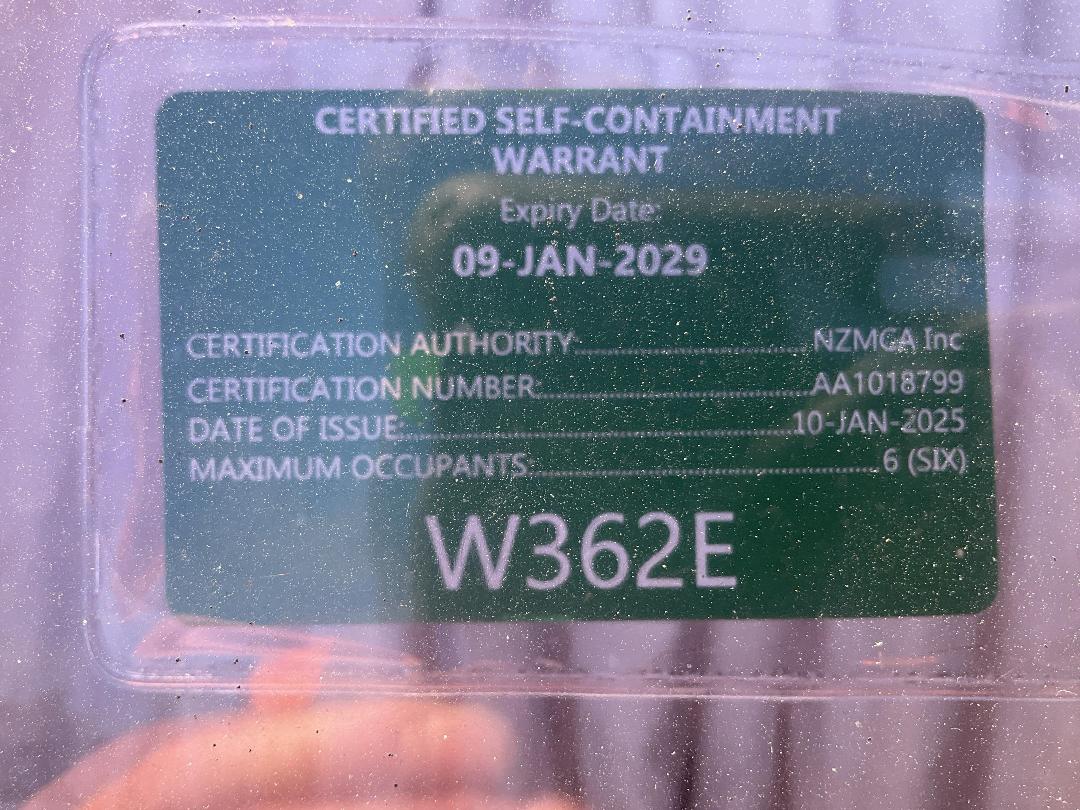 CERTIFIED SELF-CONTAINMENT
WARRANT
Expiry Date:
09-JAN-2029
CERTIFICATION AUTHORITY:................................NZMCA Inc
CERTIFICATION NUMBER:................................AA1018799
DATE OF ISSUE:................................10-JAN-2025
MAXIMUM OCCUPANTS:................................6 (SIX)
W362E